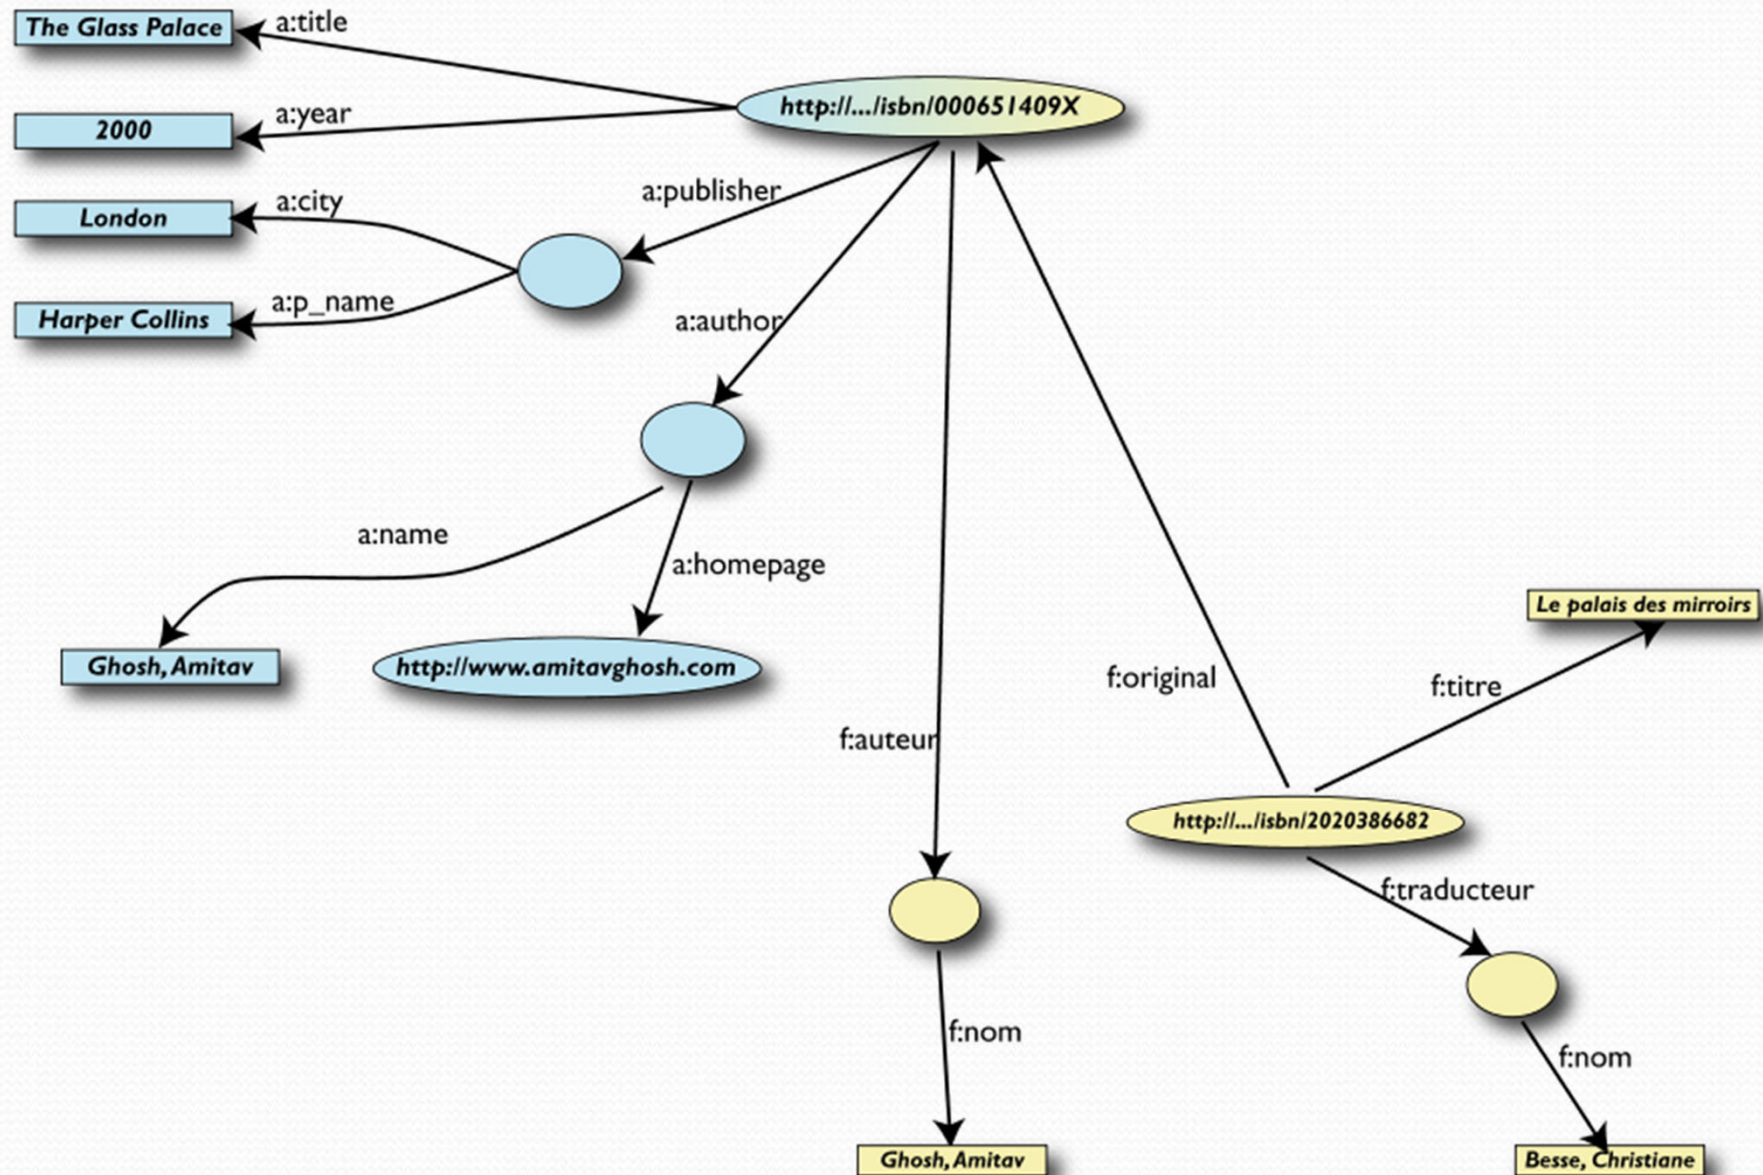 The Glass Palace
a:title
http://.../isbn/000651409X
2000
a:year
a:publisher
London
a:city
Harper Collins
a:p_name
a:author
a:name
a:homepage
Ghosh, Amitav
http://www.amitavghosh.com
Le palais des mirroirs
f:original
f:titre
f:auteur
http://.../isbn/2020386682
f:traducteur
f:nom
f:nom
Ghosh, Amitav
Besse, Christiane